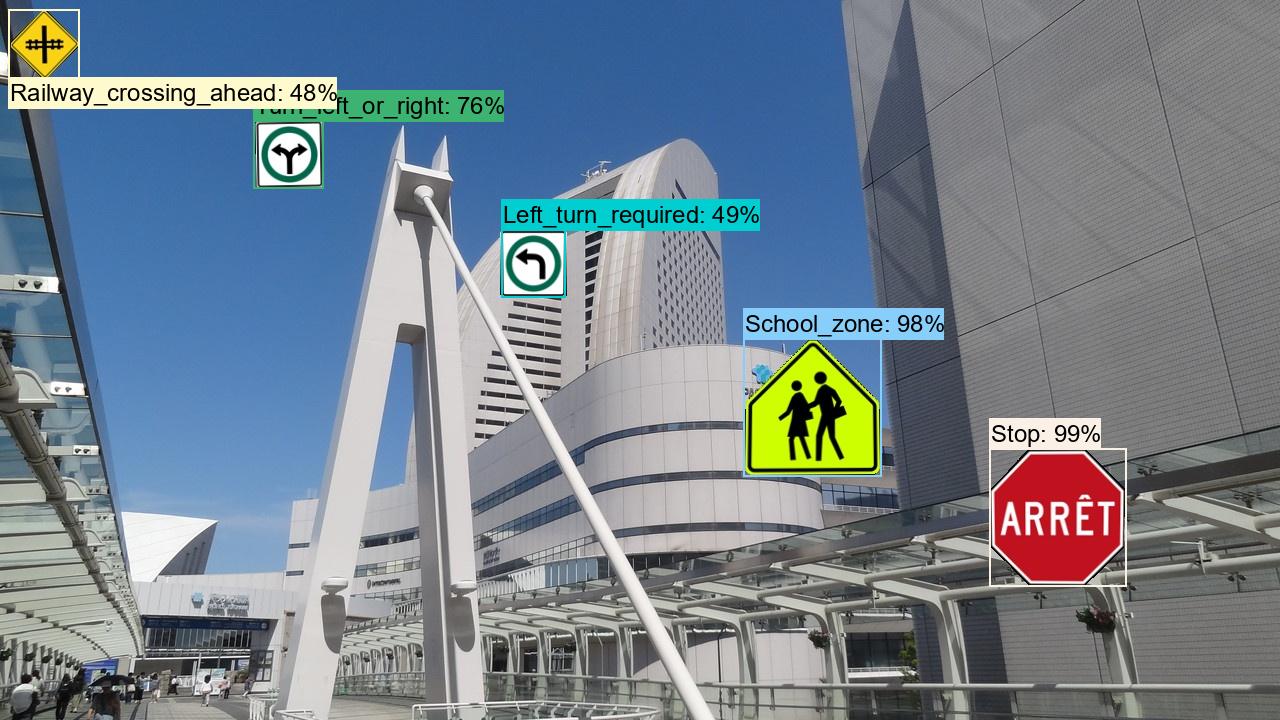 Railway_crossing_ahead: 48%
Turn_left_or_right: 76%
Left_turn_required: 49%
School_zone: 98%
Stop: 99%
ARRÊT